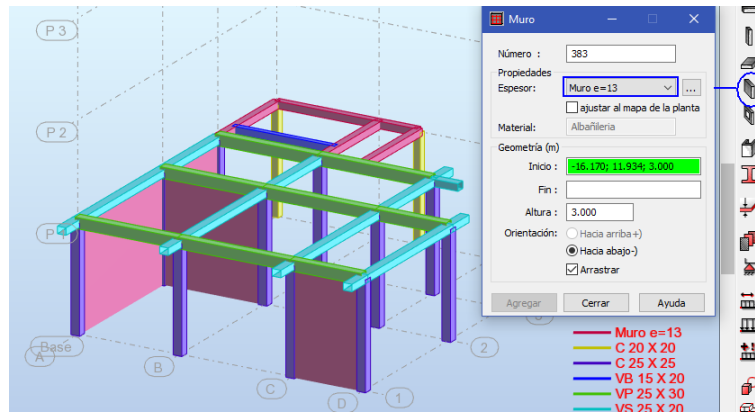 P 3
P 2
P 1
Base
A
B
C
D
1
2
3
Muro
Número :
383
Propiedades
Espesor:
Muro e=13
...
ajustar al mapa de la planta
Material:
Albañileria
Geometría (m)
Inicio :
-16.170; 11.934; 3.000
Fin :
Altura :
3.000
Orientación:
Hacia arriba+)
Hacia abajo-)
Arrastrar
Agregar
Cerrar
Ayuda
Muro e=13
C 20 X 20
C 25 X 25
VB 15 X 20
VP 25 X 30
VS 25 X 20